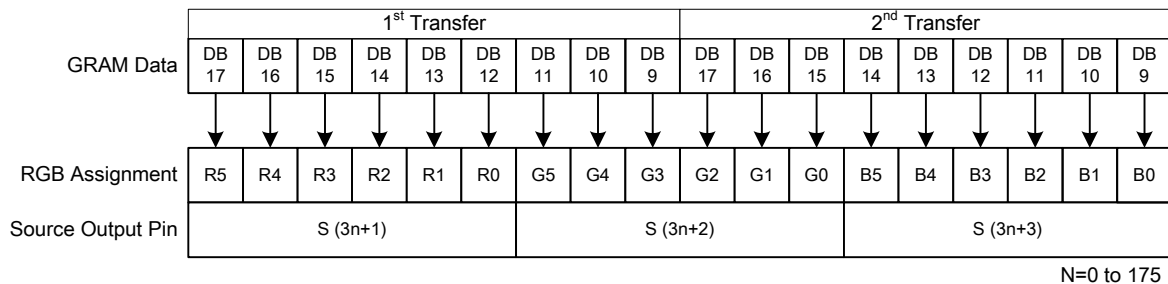 1st Transfer 2nd Transfer
GRAM Data DB 17 DB 16 DB 15 DB 14 DB 13 DB 12 DB 11 DB 10 DB 9 DB 17 DB 16 DB 15 DB 14 DB 13 DB 12 DB 11 DB 10 DB 9
RGB Assignment R5 R4 R3 R2 R1 R0 G5 G4 G3 G2 G1 G0 B5 B4 B3 B2 B1 B0
Source Output Pin S (3n+1) S (3n+2) S (3n+3)
N=0 to 175